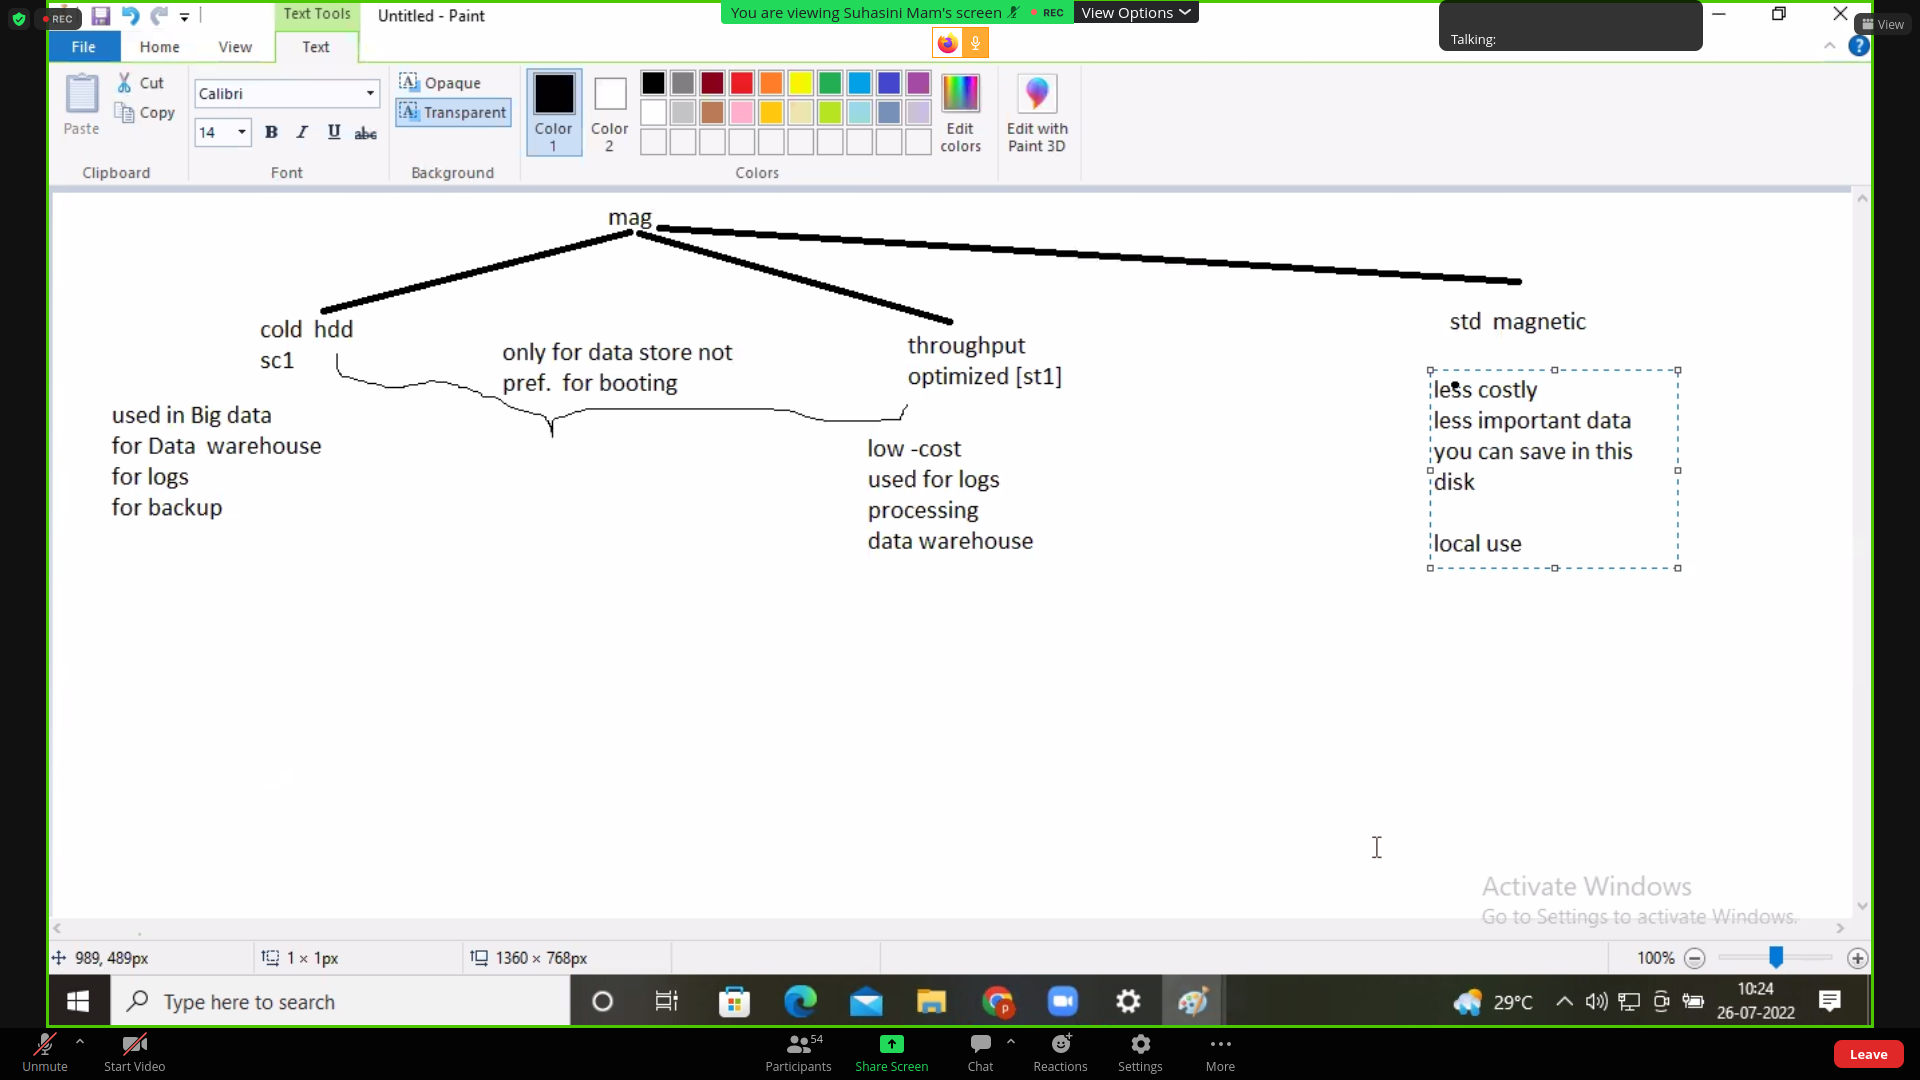 REC
Text Tools
Untitled - Paint
You are viewing Suhasini Mam's screen
REC
View Options
Talking:
View
File
Home
View
Text
Paste
Cut
Copy
Clipboard
Calibri
14
B I U abc
Font
Opaque
Transparent
Background
Color 1
Color 2
Edit colors
Colors
Edit with Paint 3D
mag
cold hdd
sc1
only for data store not
pref. for booting
throughput
optimized [st1]
std magnetic
used in Big data
for Data warehouse
for logs
for backup
low -cost
used for logs
processing
data warehouse
less costly
less important data
you can save in this
disk
local use
Activate Windows
Go to Settings to activate Windows.
989, 489px
1 × 1px
1360 × 768px
100%
Type here to search
29°C
10:24
26-07-2022
Unmute
Start Video
Participants
54
Share Screen
Chat
Reactions
Settings
More
Leave